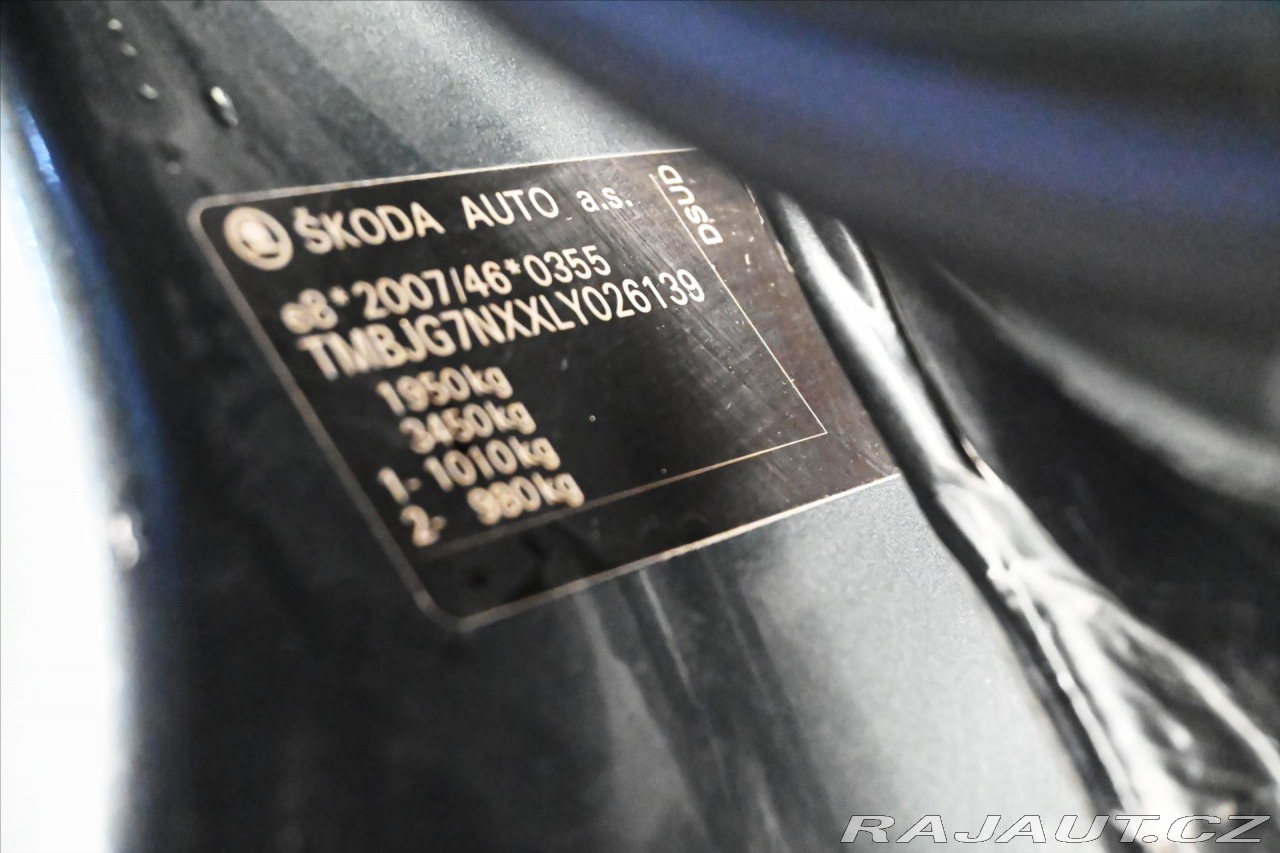 ŠKODA AUTO a.s.
DSUD
e8*2007/46*0355
TMBJG7NXXLY026139
1950kg
3450kg
1- 1010kg
2- 980kg
RAJAUT.CZ